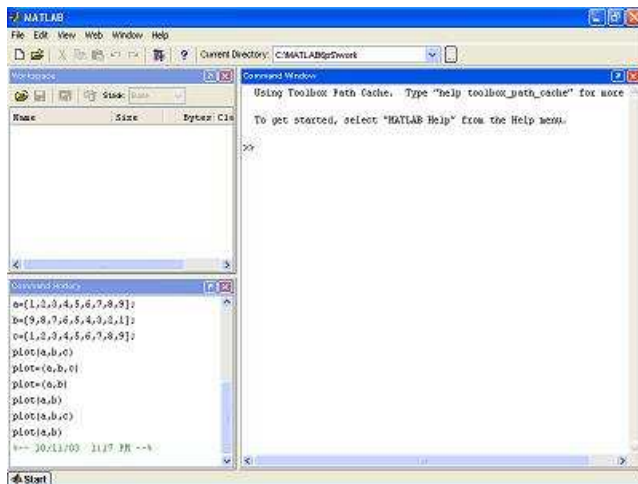 MATLAB
File Edit View Web Window Help
? Current Directory: C:\MATLAB6p5\work
Workspace
Stack: Base
Name Size Bytes Cla
Command Window
Using Toolbox Path Cache. Type "help toolbox_path_cache" for more
To get started, select "MATLAB Help" from the Help menu.
>>
Command History
a=[1,2,3,4,5,6,7,8,9];
b=[9,8,7,6,5,4,3,2,1];
c=[1,2,3,4,5,6,7,8,9];
plot(a,b,c)
plot=(a,b,c)
plot=(a,b)
plot(a,b)
plot(a,b,c)
plot(a,b)
%-- 10/11/03 1:17 PM --%
Start